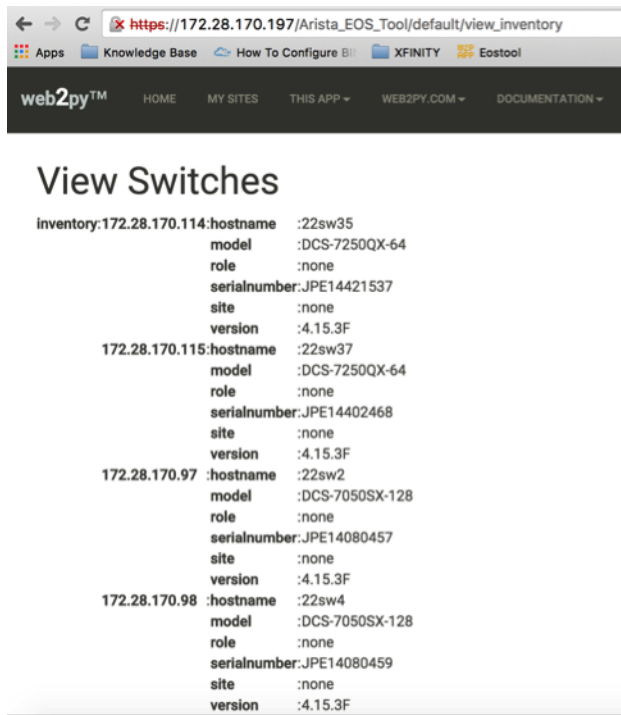 https://172.28.170.197/Arista_EOS_Tool/default/view_inventory
Apps Knowledge Base How To Configure XFINITY Eostool
web2py™ HOME MY SITES THIS APP WEB2PY.COM DOCUMENTATION
View Switches
inventory:172.28.170.114:hostname :22sw35
model :DCS-7250QX-64
role :none
serialnumber:JPE14421537
site :none
version :4.15.3F
172.28.170.115:hostname :22sw37
model :DCS-7250QX-64
role :none
serialnumber:JPE14402468
site :none
version :4.15.3F
172.28.170.97 :hostname :22sw2
model :DCS-7050SX-128
role :none
serialnumber:JPE14080457
site :none
version :4.15.3F
172.28.170.98 :hostname :22sw4
model :DCS-7050SX-128
role :none
serialnumber:JPE14080459
site :none
version :4.15.3F